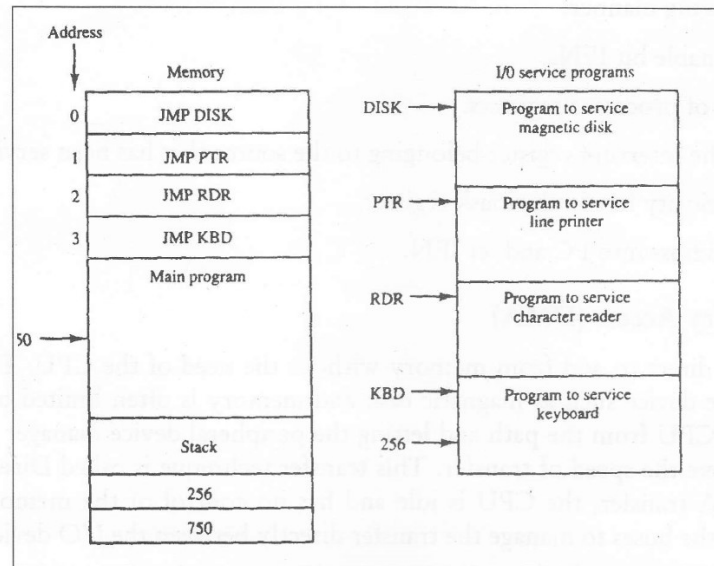 Address
Memory
0 JMP DISK
JMP PTR
2 JMP RDR
3 JMP KBD
Main program
50
Stack
256
750
I/0 service programs
DISK Program to service
magnetic disk
PTR Program to service
line printer
RDR Program to service
character reader
KBD Program to service
keyboard
256